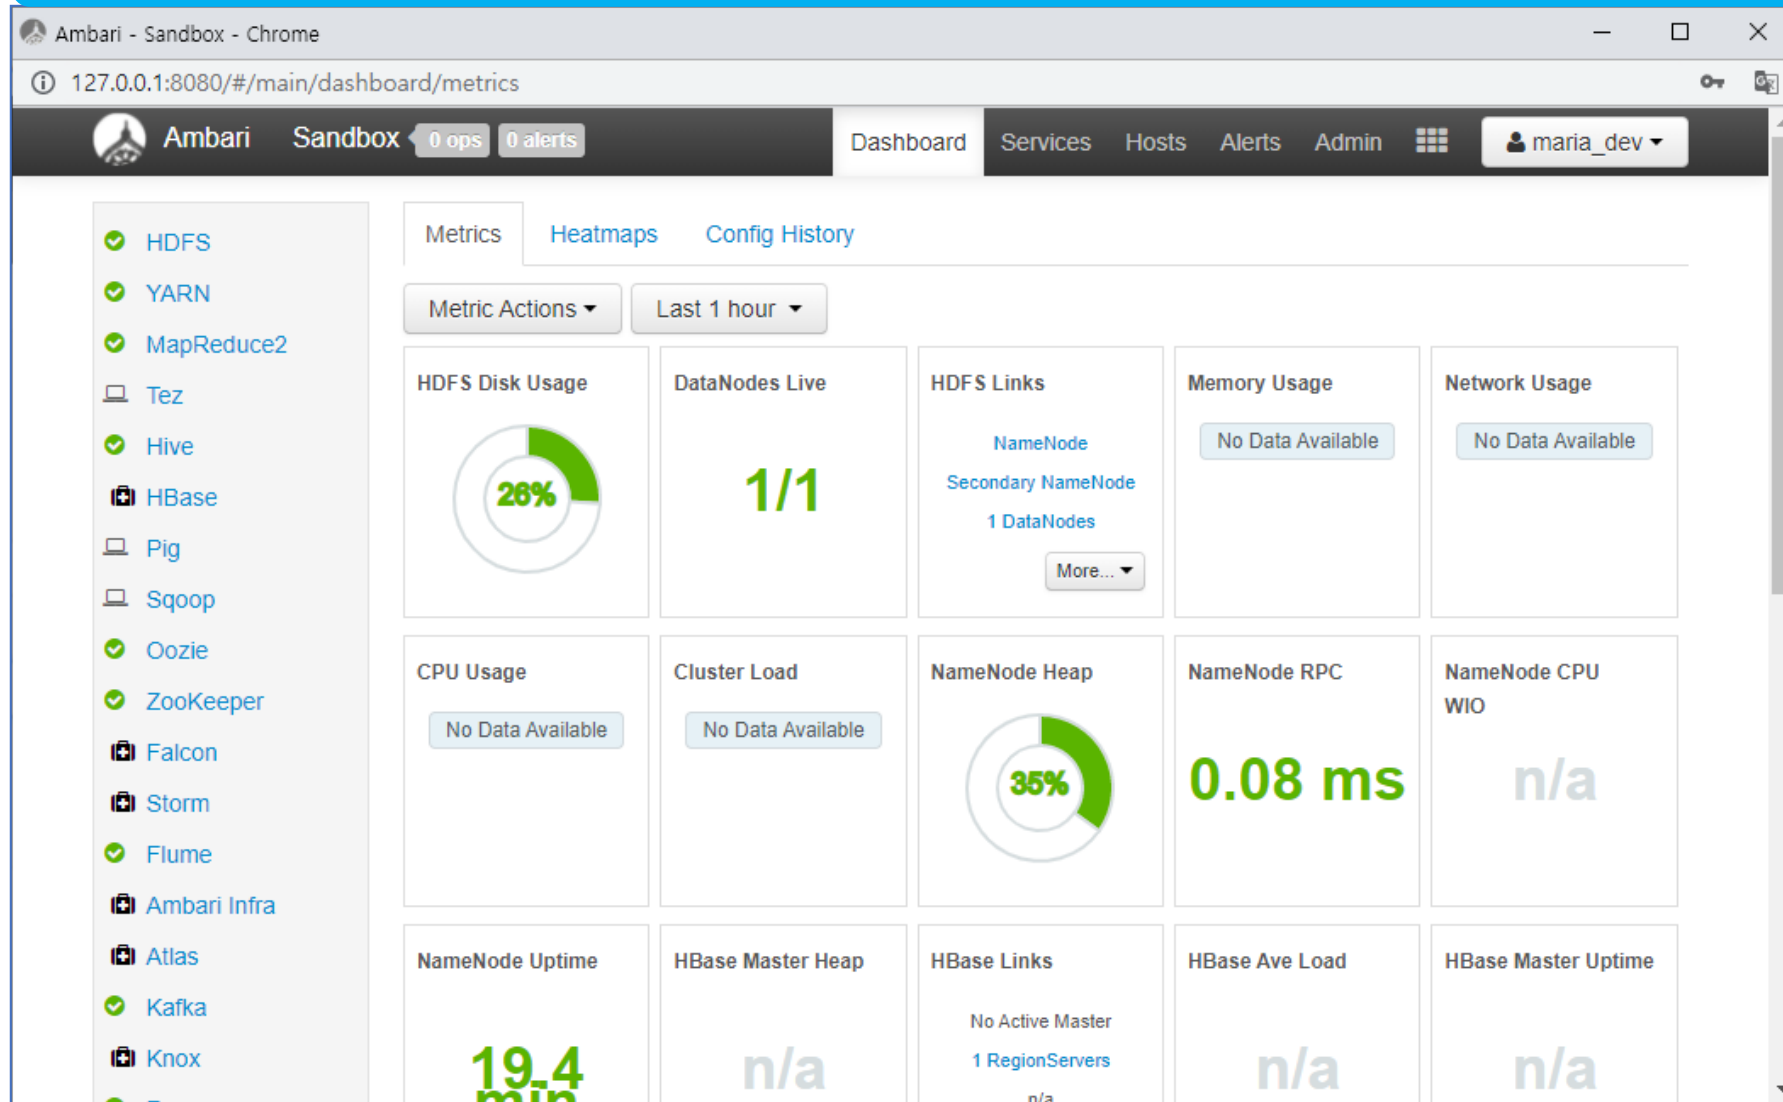 Ambari - Sandbox - Chrome
127.0.0.1:8080/#/main/dashboard/metrics
Ambari Sandbox 0 ops 0 alerts Dashboard Services Hosts Alerts Admin maria_dev
HDFS
YARN
MapReduce2
Tez
Hive
HBase
Pig
Sqoop
Oozie
ZooKeeper
Falcon
Storm
Flume
Ambari Infra
Atlas
Kafka
Knox
Metrics Heatmaps Config History
Metric Actions Last 1 hour
HDFS Disk Usage
26%
DataNodes Live
1/1
HDFS Links
NameNode
Secondary NameNode
1 DataNodes
More...
Memory Usage
No Data Available
Network Usage
No Data Available
CPU Usage
No Data Available
Cluster Load
No Data Available
NameNode Heap
35%
NameNode RPC
0.08 ms
NameNode CPU
WIO
n/a
NameNode Uptime
19.4
min
HBase Master Heap
n/a
HBase Links
No Active Master
1 RegionServers
n/a
HBase Ave Load
n/a
HBase Master Uptime
n/a